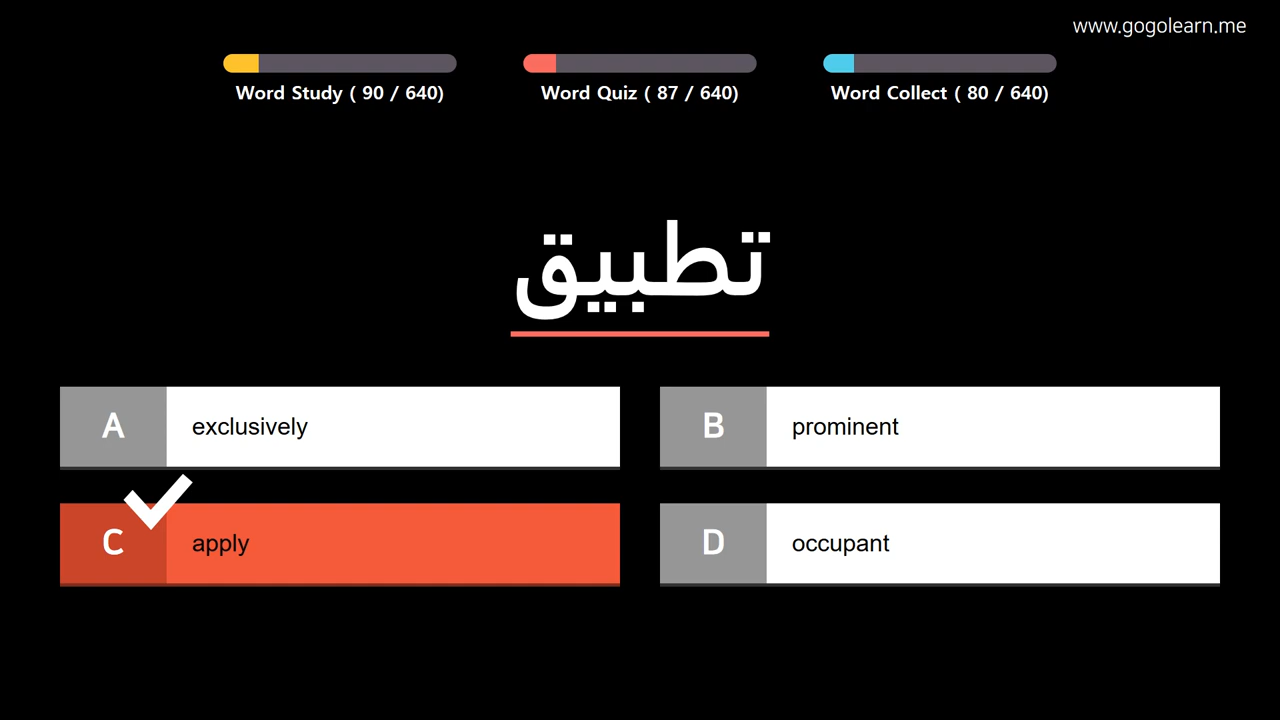 www.gogolearn.me
Word Study ( 90 / 640)
Word Quiz ( 87 / 640)
Word Collect ( 80 / 640)
تطبيق
A exclusively
B prominent
C apply
D occupant